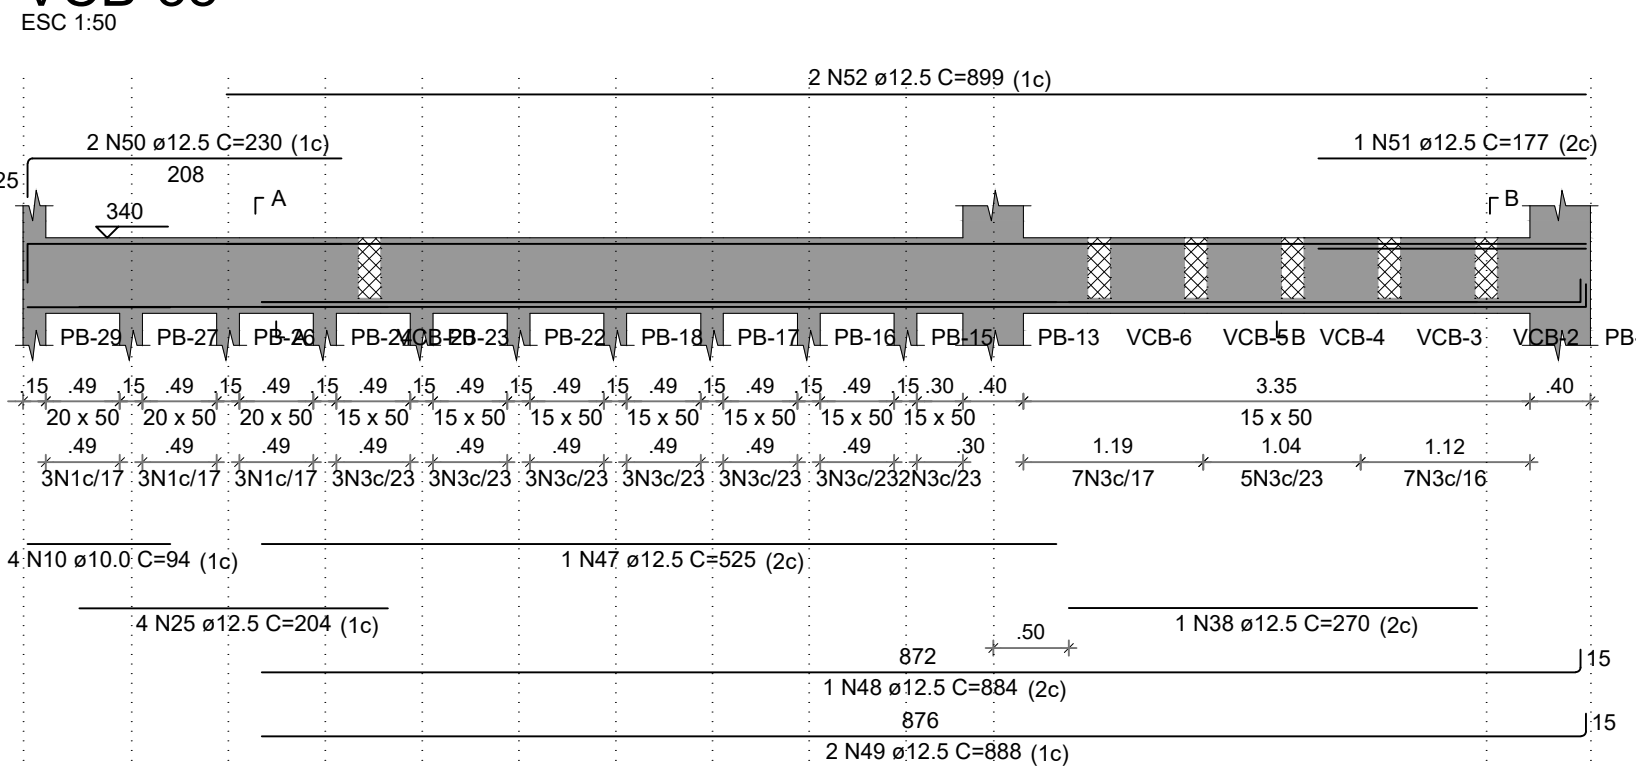 ESC 1:50
2 N52 ø12.5 C=899 (1c)
2 N50 ø12.5 C=230 (1c)
1 N51 ø12.5 C=177 (2c)
25
208
A
B
340
PB-29 PB-27 PB-26 A PB-24 PB-23 PB-22 PB-18 PB-17 PB-16 PB-15 PB-13 VCB-6 VCB-5 B VCB-4 VCB-3 VCB-2 PB-
.15 .49 .15 .49 .15 .49 .15 .49 .15 .49 .15 .49 .15 .49 .15 .49 .15 .49 .15 .30 .40 3.35 .40
20 x 50 20 x 50 20 x 50 15 x 50 15 x 50 15 x 50 15 x 50 15 x 50 15 x 50 15 x 50 15 x 50
.49 .49 .49 .49 .49 .49 .49 .49 .49 .30 1.19 1.04 1.12
3N1c/17 3N1c/17 3N1c/17 3N3c/23 3N3c/23 3N3c/23 3N3c/23 3N3c/23 3N3c/23 2N3c/23 7N3c/17 5N3c/23 7N3c/16
4 N10 ø10.0 C=94 (1c)
1 N47 ø12.5 C=525 (2c)
4 N25 ø12.5 C=204 (1c)
1 N38 ø12.5 C=270 (2c)
.50
872
15
1 N48 ø12.5 C=884 (2c)
876
15
2 N49 ø12.5 C=888 (1c)